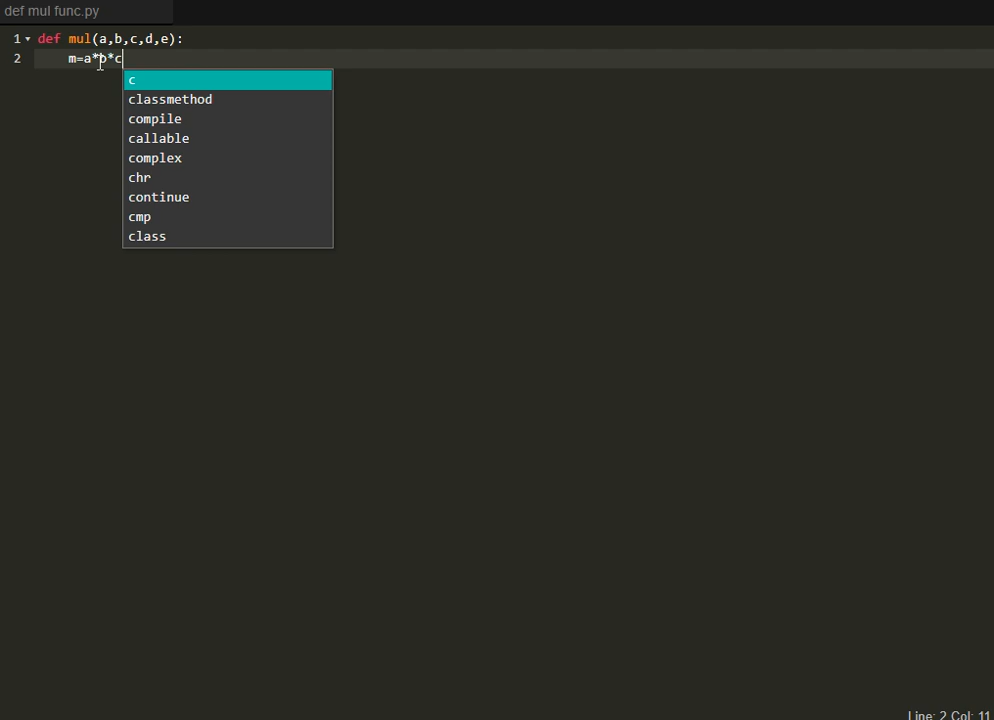 def mul func.py
1 def mul(a,b,c,d,e):
2 m=a*b*c
c
classmethod
compile
callable
complex
chr
continue
cmp
class
Line: 2 Col: 11